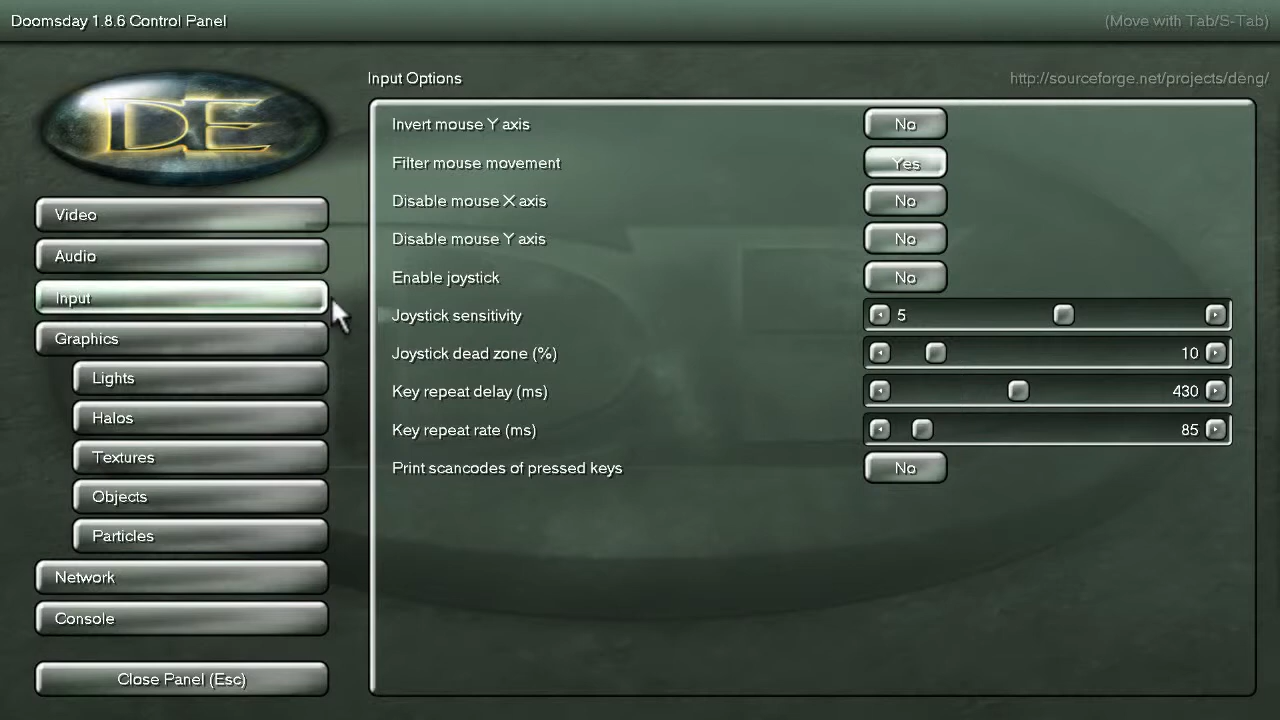 Doomsday 1.8.6 Control Panel
(Move with Tab/S-Tab)
Input Options
http://sourceforge.net/projects/deng/
DE
Video
Audio
Input
Graphics
Lights
Halos
Textures
Objects
Particles
Network
Console
Close Panel (Esc)
Invert mouse Y axis No
Filter mouse movement Yes
Disable mouse X axis No
Disable mouse Y axis No
Enable joystick No
Joystick sensitivity 5
Joystick dead zone (%) 10
Key repeat delay (ms) 430
Key repeat rate (ms) 85
Print scancodes of pressed keys No